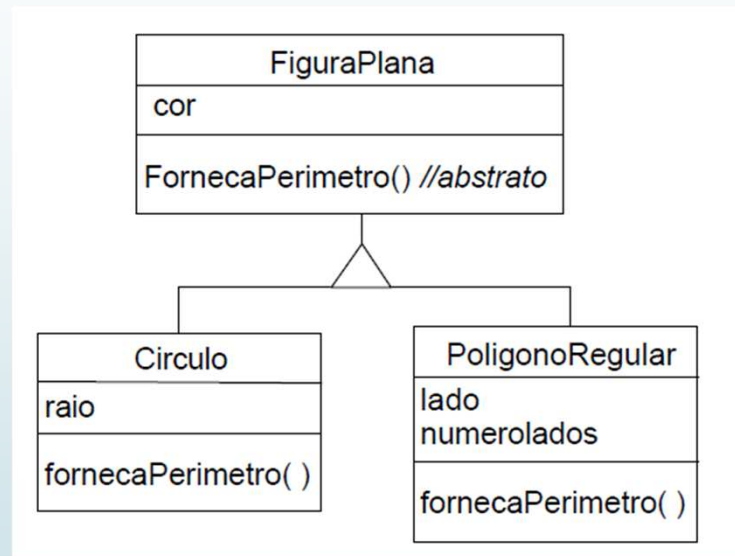 FiguraPlana
cor
FornecaPerimetro() //abstrato
Circulo
raio
fornecaPerimetro( )
PoligonoRegular
lado
numerolados
fornecaPerimetro( )